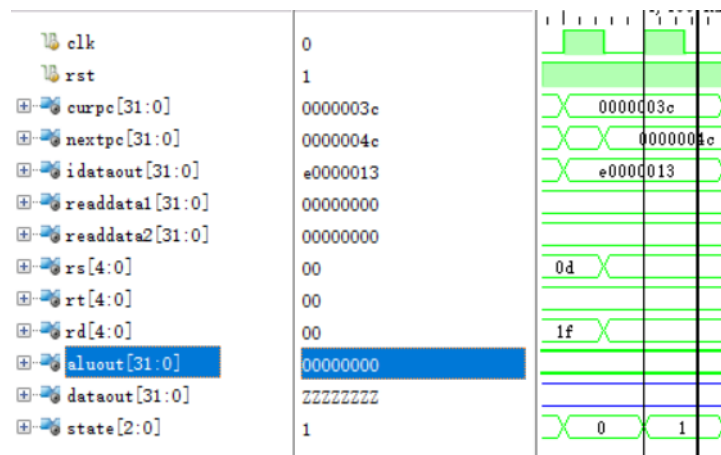 clk 0
rst 1
curpc[31:0] 0000003c 0000003c
nextpc[31:0] 0000004c 0000004c
idataout[31:0] e0000013 e0000013
readdata1[31:0] 00000000
readdata2[31:0] 00000000
rs[4:0] 00 0d
rt[4:0] 00
rd[4:0] 00 1f
aluout[31:0] 00000000
dataout[31:0] ZZZZZZZZ
state[2:0] 1 0 1